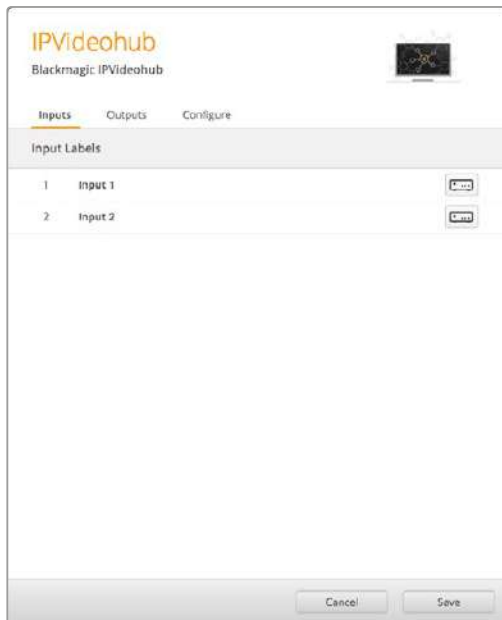 IPVideohub
Blackmagic IPVideohub
Inputs Outputs Configure
Input Labels
1 Input 1
2 Input 2
Cancel Save